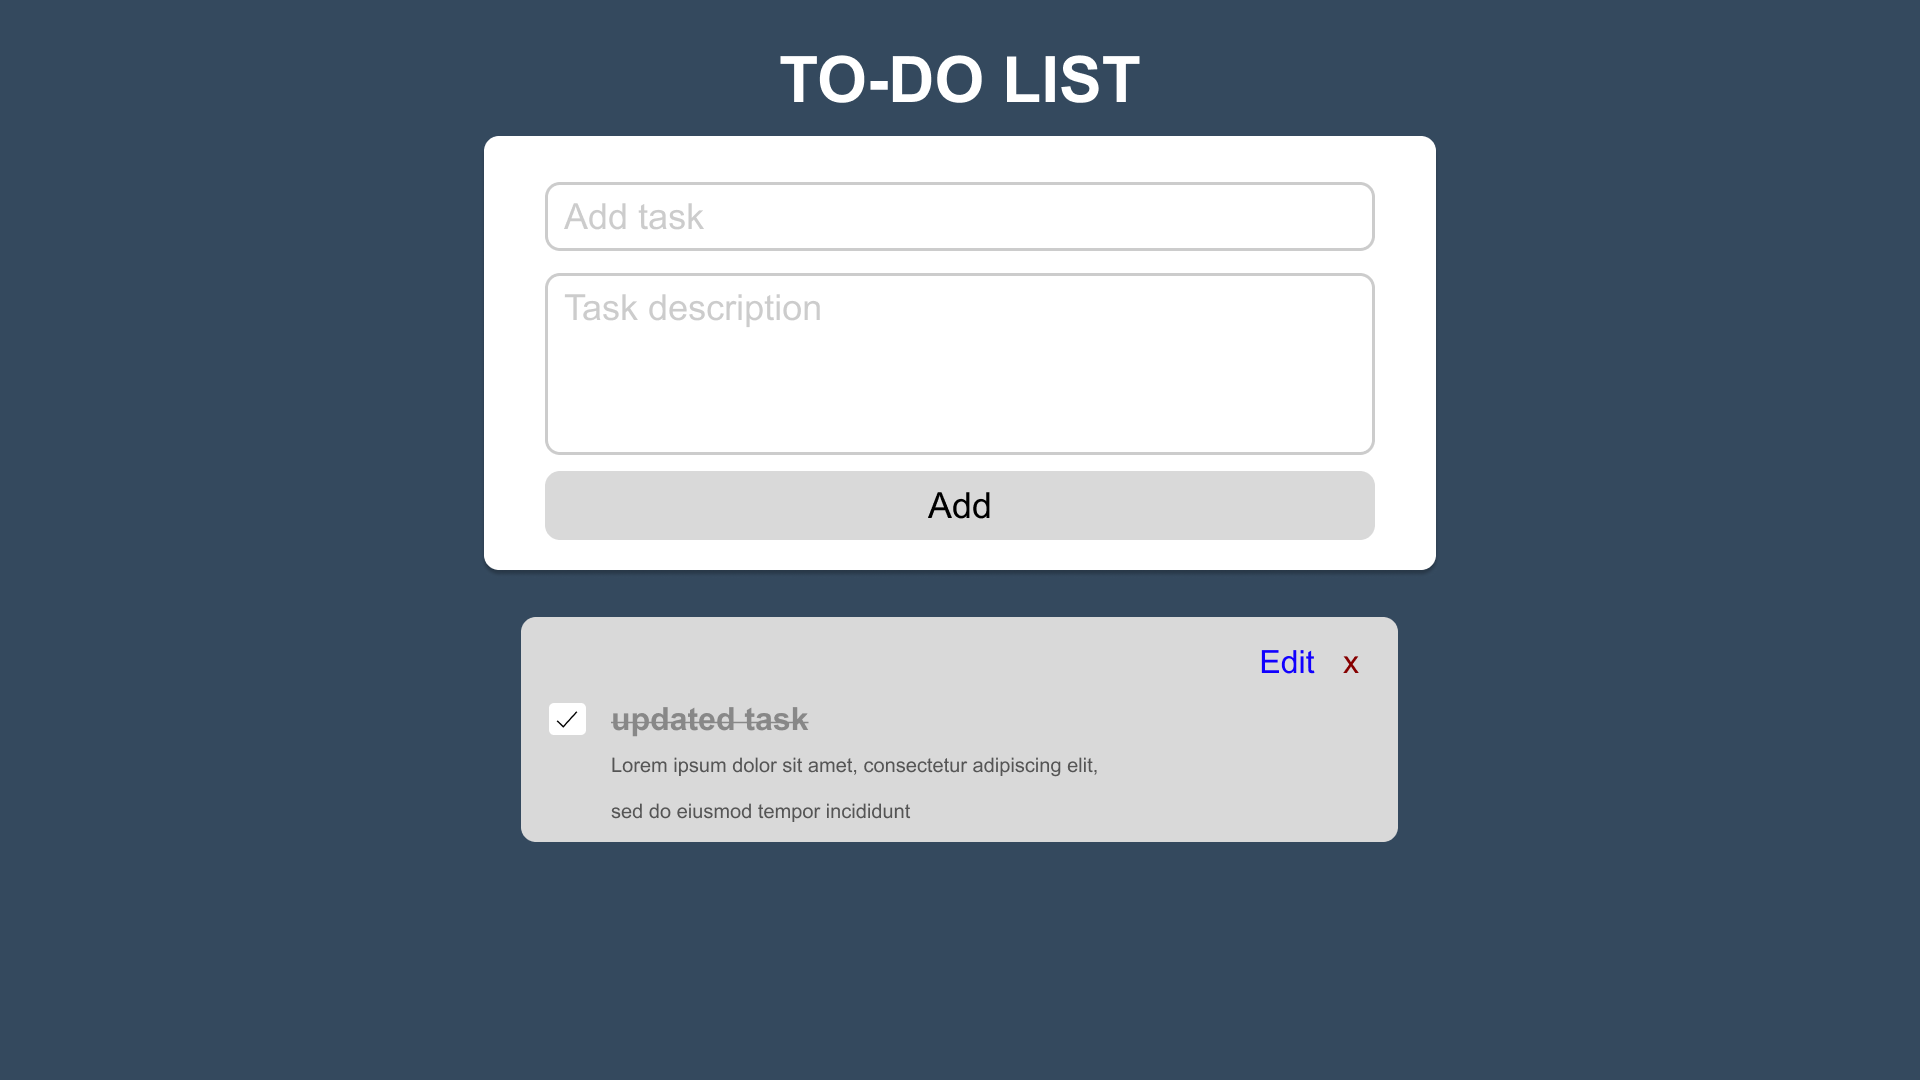 TO-DO LIST
Add task
Task description
Add
Edit x
updated task
Lorem ipsum dolor sit amet, consectetur adipiscing elit,
sed do eiusmod tempor incididunt